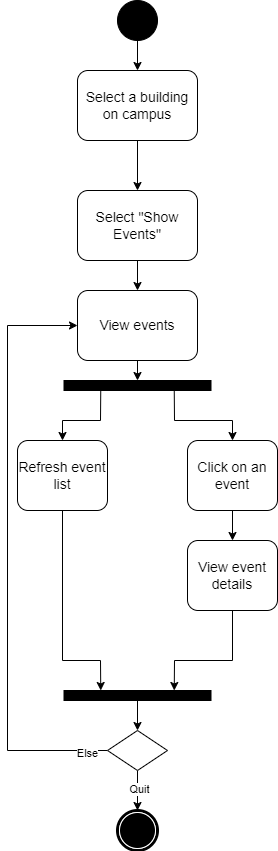 Select a building
on campus
Select "Show
Events"
View events
Refresh event
list
Click on an
event
View event
details
Else
Quit